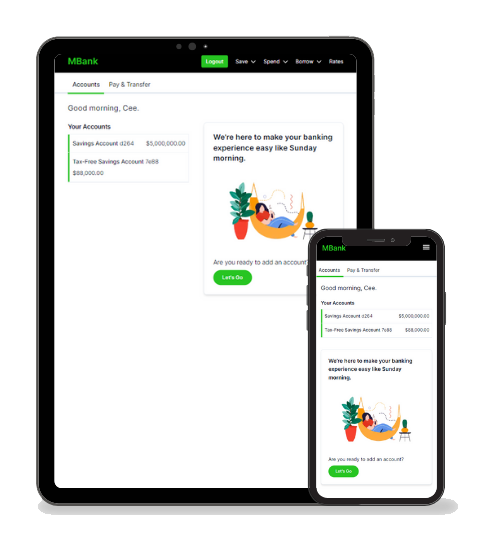 MBank
Logout Save Spend Borrow Rates
Accounts Pay & Transfer
Good morning, Cee.
Your Accounts
Savings Account d264 $5,000,000.00
Tax-Free Savings Account 7e88
$88,000.00
We're here to make your banking
experience easy like Sunday
morning.
Are you ready to add an account?
Let's Go
MBank
Accounts Pay & Transfer
Good morning, Cee.
Your Accounts
Savings Account d264 $5,000,000.00
Tax-Free Savings Account 7e88 $88,000.00
We're here to make your banking
experience easy like Sunday
morning.
Are you ready to add an account?
Let's Go